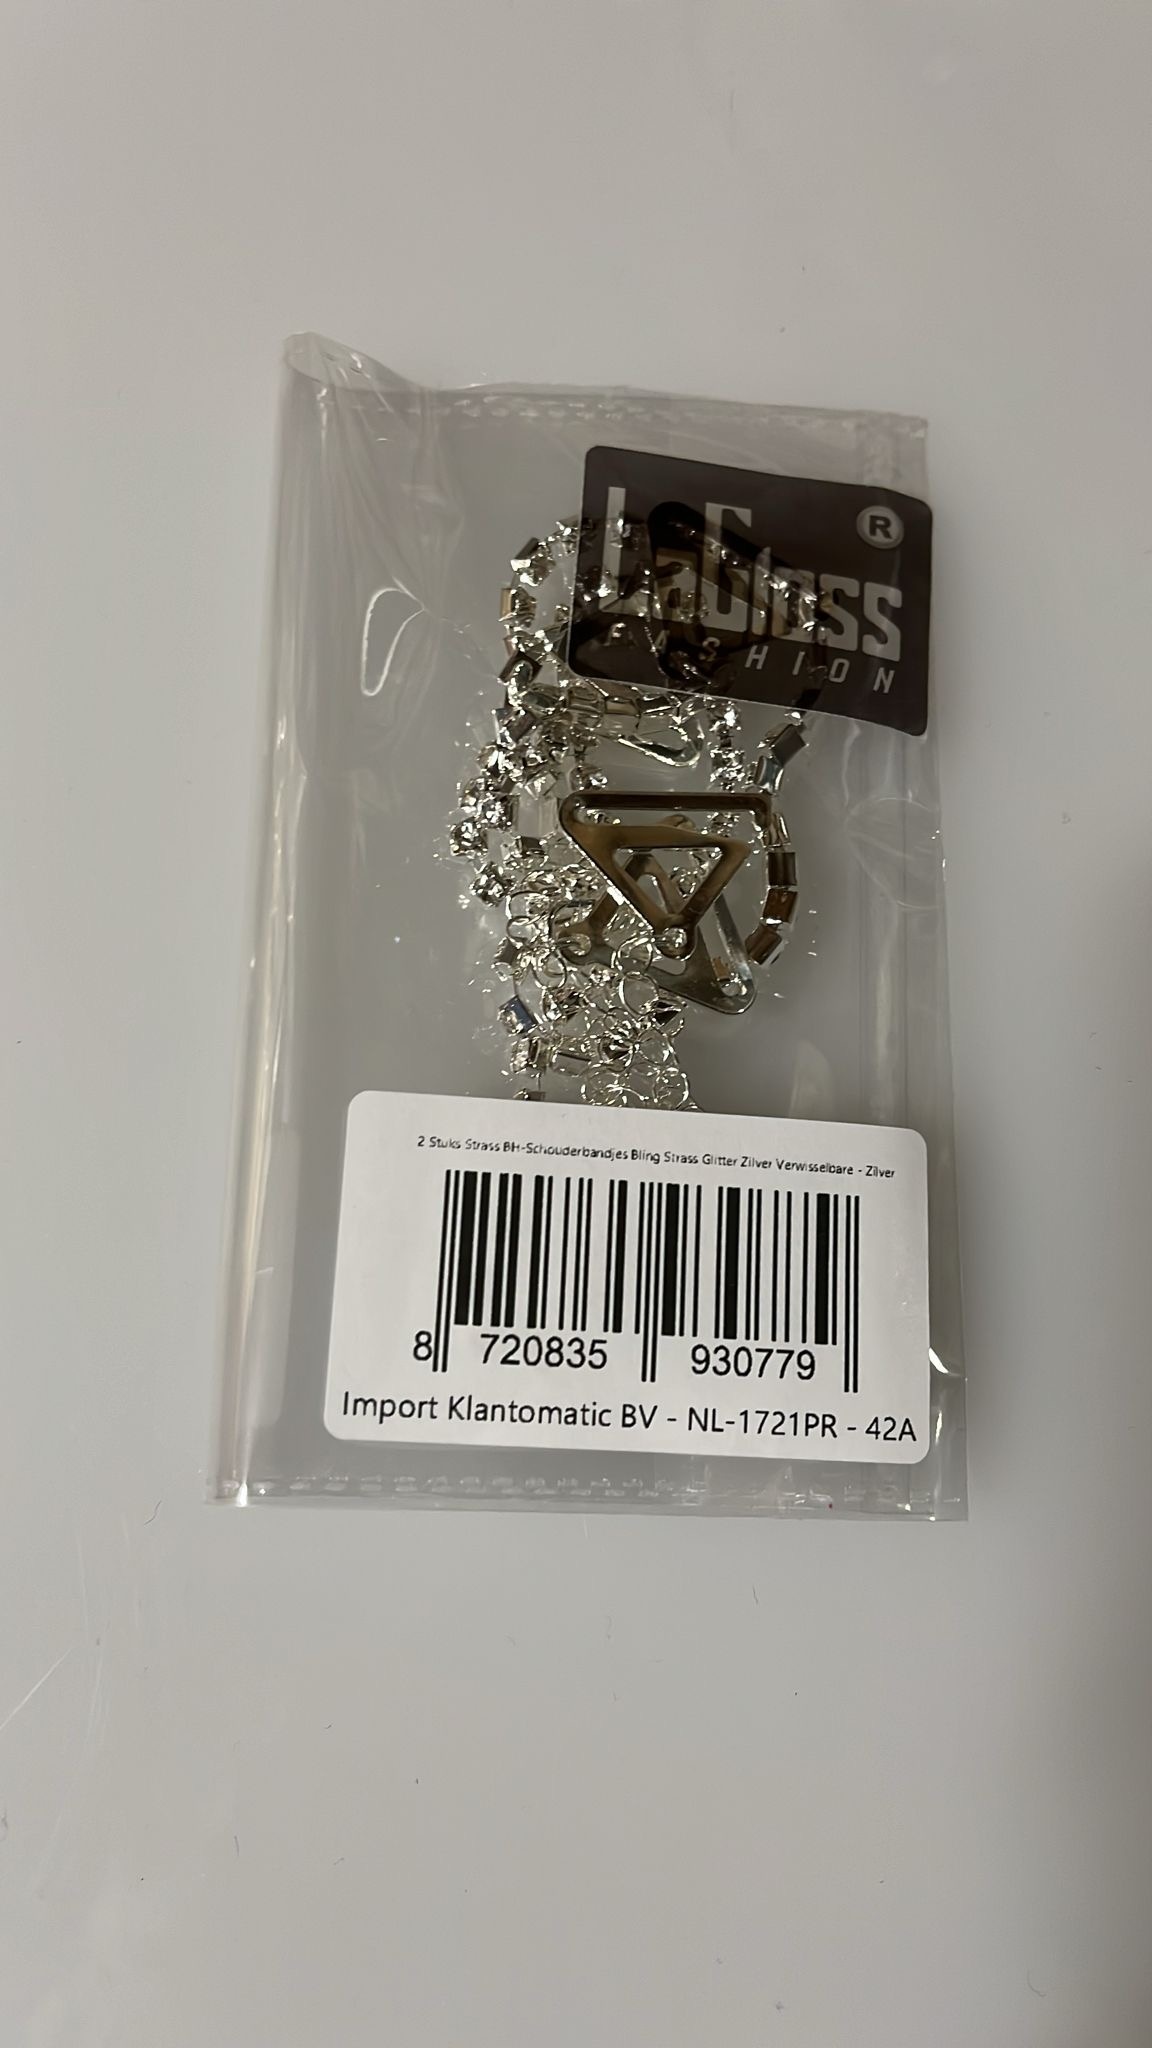 LaGloss ®
FASHION
2 Stuks Strass BH-Schouderbandjes Bling Strass Glitter Zilver Verwisselbare - Zilver
8 720835 930779
Import Klantomatic BV - NL-1721PR - 42A